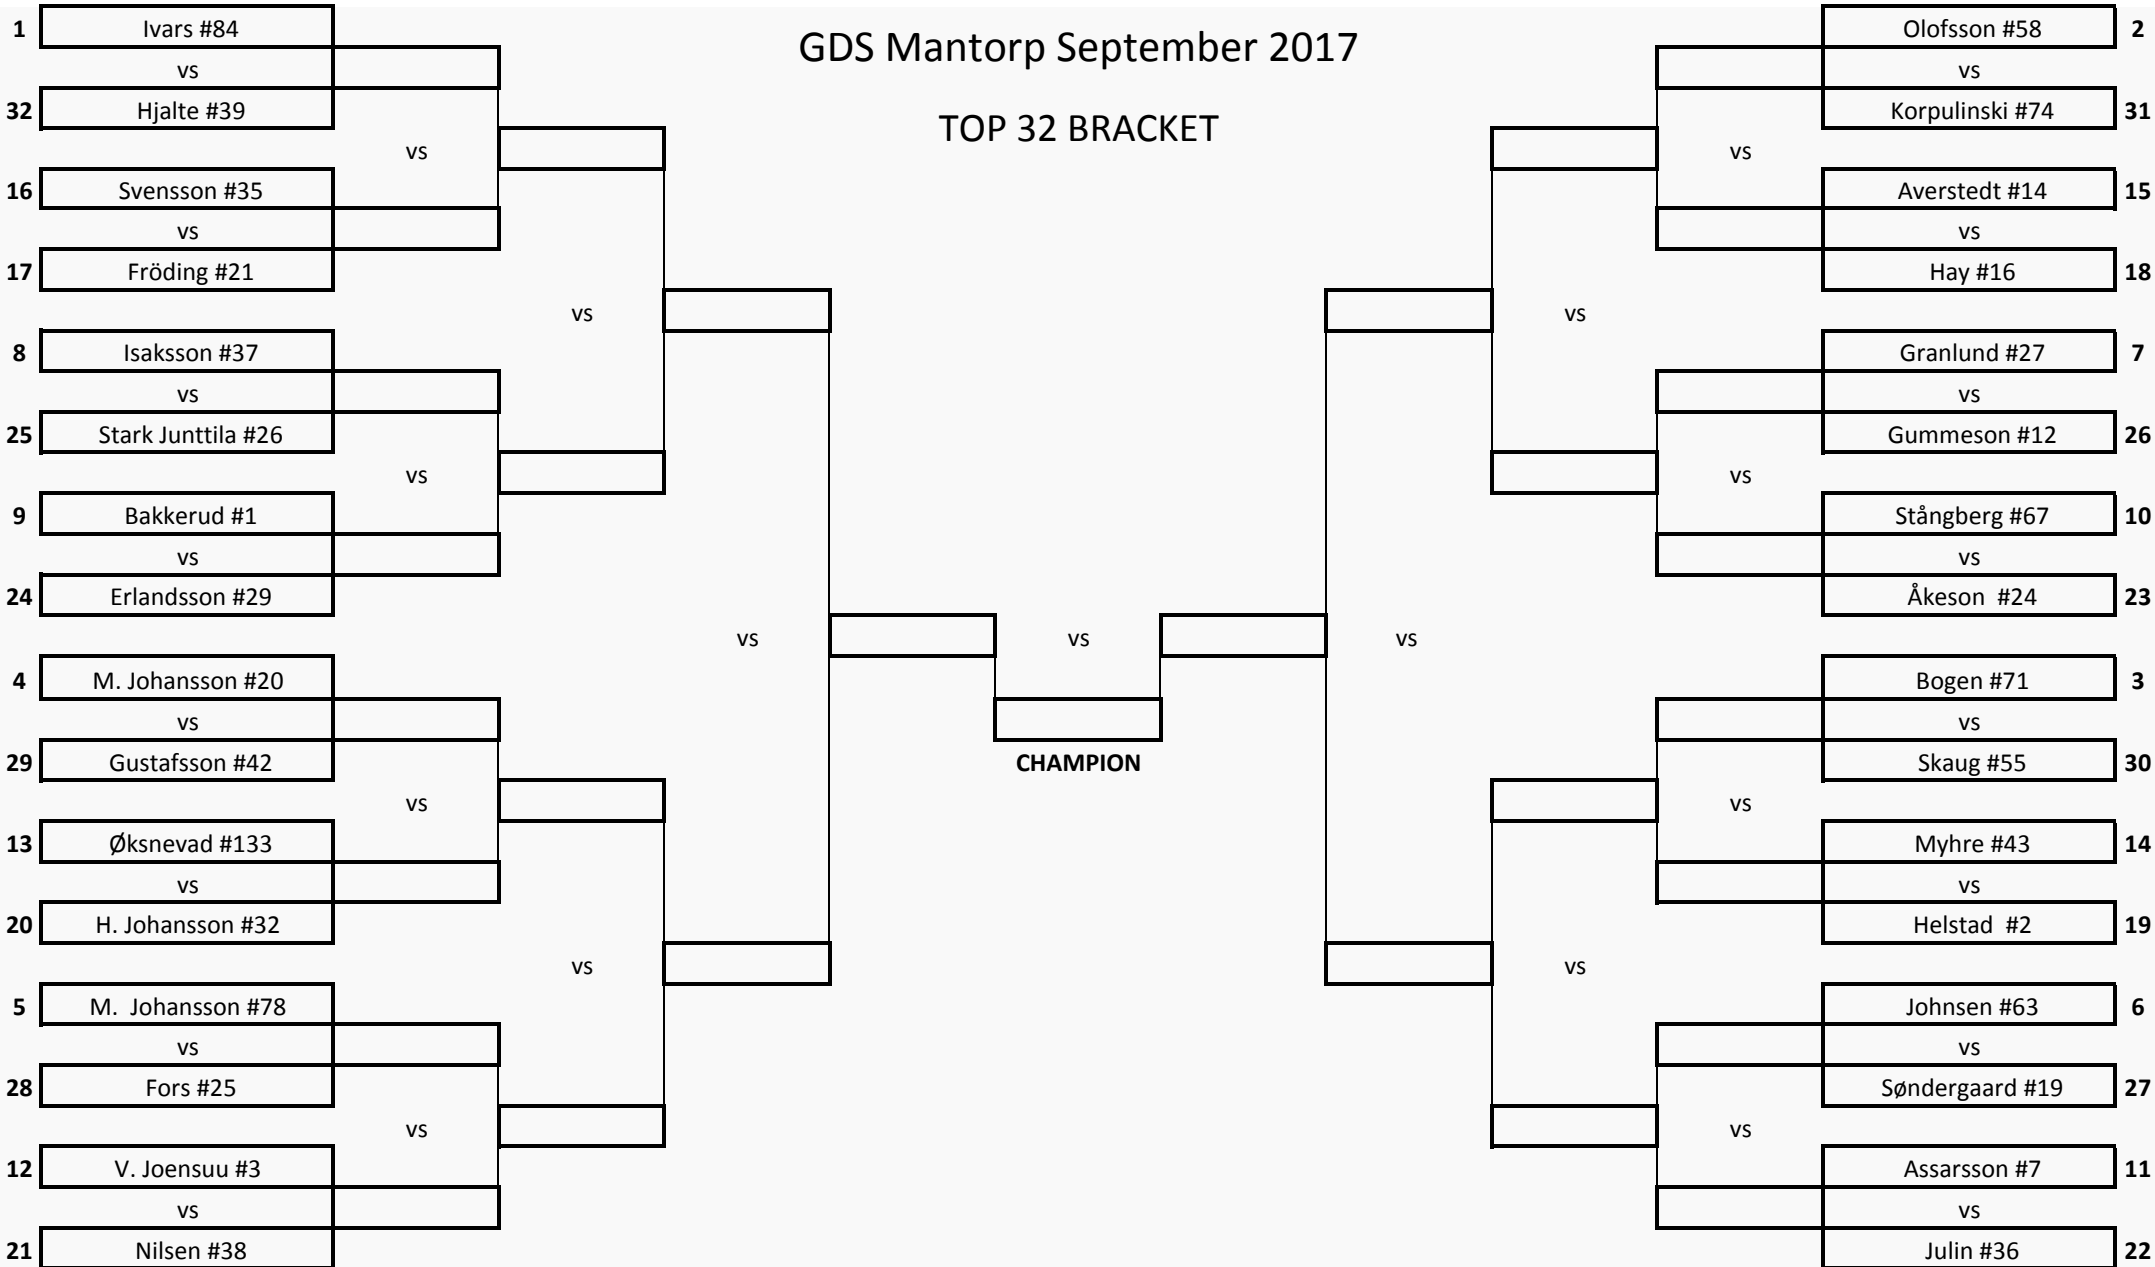 GDS Mantorp September 2017
TOP 32 BRACKET
1 Ivars #84
vs
32 Hjalte #39
vs
16 Svensson #35
vs
17 Fröding #21
vs
8 Isaksson #37
vs
25 Stark Junttila #26
vs
9 Bakkerud #1
vs
24 Erlandsson #29
vs
4 M. Johansson #20
vs
29 Gustafsson #42
vs
13 Øksnevad #133
vs
20 H. Johansson #32
vs
5 M.  Johansson #78
vs
28 Fors #25
vs
12 V. Joensuu #3
vs
21 Nilsen #38
vs
CHAMPION
Olofsson #58 2
vs
Korpulinski #74 31
vs
Averstedt #14 15
vs
Hay #16 18
vs
Granlund #27 7
vs
Gummeson #12 26
vs
Stångberg #67 10
vs
Åkeson  #24 23
vs
Bogen #71 3
vs
Skaug #55 30
vs
Myhre #43 14
vs
Helstad  #2 19
vs
Johnsen #63 6
vs
Søndergaard #19 27
vs
Assarsson #7 11
vs
Julin #36 22